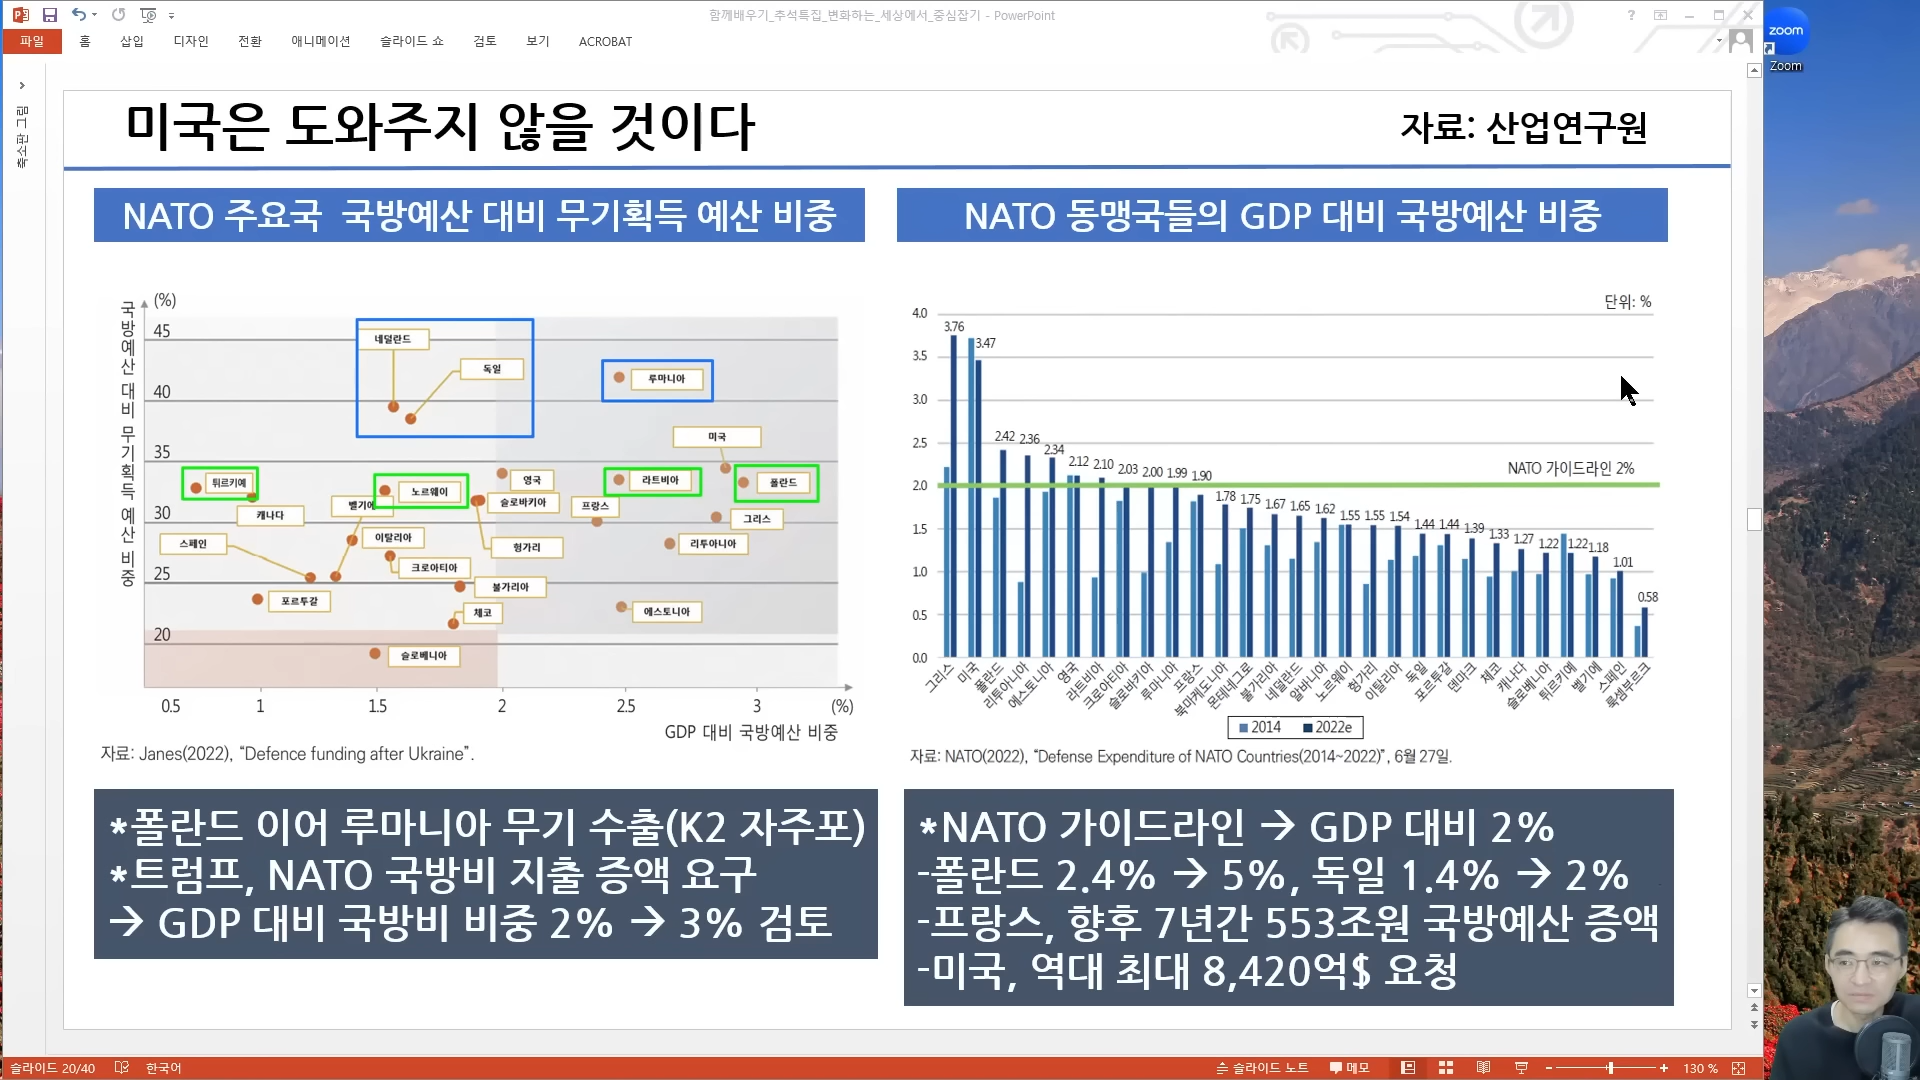 함께배우기_추석특집_변화하는_세상에서_중심잡기 - PowerPoint
파일 홈 삽입 디자인 전환 애니메이션 슬라이드 쇼 검토 보기 ACROBAT
zoom
Zoom
축소판 그림
미국은 도와주지 않을 것이다
자료: 산업연구원
NATO 주요국 국방예산 대비 무기획득 예산 비중
국방예산 대비 무기획득 예산 비중
(%)
45
40
35
30
25
20
네덜란드
독일
루마니아
미국
튀르키예
노르웨이
영국
라트비아
폴란드
캐나다
벨기에
슬로바키아
프랑스
그리스
스페인
이탈리아
헝가리
리투아니아
크로아티아
불가리아
포르투갈
체코
에스토니아
슬로베니아
0.5 1 1.5 2 2.5 3 (%)
GDP 대비 국방예산 비중
자료: Janes(2022), “Defence funding after Ukraine”.
*폴란드 이어 루마니아 무기 수출(K2 자주포)
*트럼프, NATO 국방비 지출 증액 요구
→ GDP 대비 국방비 비중 2% → 3% 검토
NATO 동맹국들의 GDP 대비 국방예산 비중
단위: %
4.0
3.5
3.0
2.5
2.0
1.5
1.0
0.5
0.0
3.76 3.47 2.42 2.36 2.34 2.12 2.10 2.03 2.00 1.99 1.90 1.78 1.75 1.67 1.65 1.62 1.55 1.55 1.54 1.44 1.44 1.39 1.33 1.27 1.22 1.22 1.18 1.01 0.58
NATO 가이드라인 2%
그리스 미국 폴란드 리투아니아 에스토니아 영국 라트비아 크로아티아 슬로바키아 루마니아 프랑스 북마케도니아 몬테네그로 불가리아 네덜란드 알바니아 노르웨이 헝가리 이탈리아 독일 포르투갈 덴마크 체코 캐나다 슬로베니아 튀르키예 벨기에 스페인 룩셈부르크
2014 2022e
자료: NATO(2022), “Defense Expenditure of NATO Countries(2014~2022)”, 6월 27일.
*NATO 가이드라인 → GDP 대비 2%
-폴란드 2.4% → 5%, 독일 1.4% → 2%
-프랑스, 향후 7년간 553조원 국방예산 증액
-미국, 역대 최대 8,420억$ 요청
슬라이드 20/40 한국어 슬라이드 노트 메모 130 %